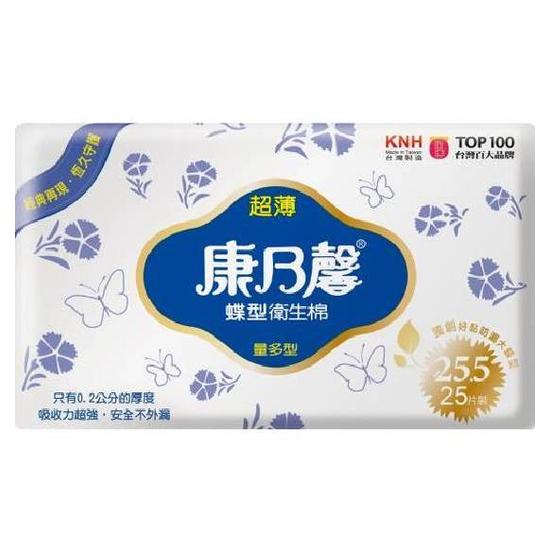 經典再現，恆久守護
KNH
Made in Taiwan
台灣製造
TOP 100
台灣百大品牌
超薄
康乃馨®
蝶型衛生棉
量多型
只有0.2公分的厚度
吸收力超強，安全不外漏
25.5
25片裝